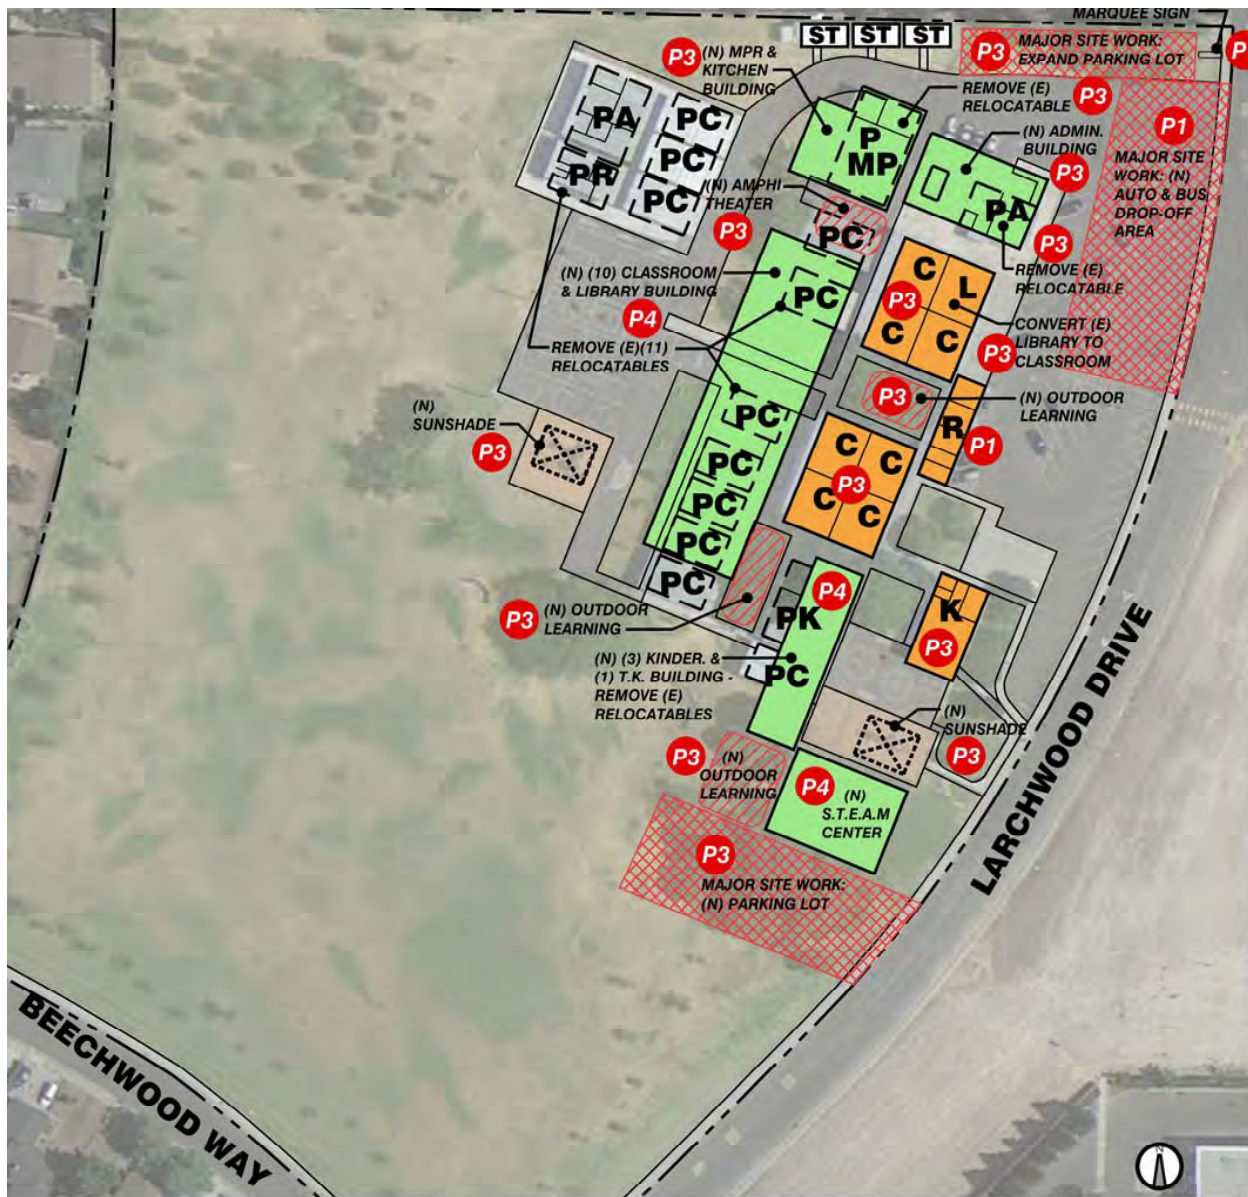 MARQUEE SIGN
ST ST ST
P3
MAJOR SITE WORK:
EXPAND PARKING LOT
P3
(N) MPR &
KITCHEN
BUILDING
REMOVE (E)
RELOCATABLE
P3
P1
MAJOR SITE
WORK: (N)
AUTO & BUS
DROP-OFF
AREA
PA
PC
PC
PR
PC
P
MP
(N) ADMIN.
BUILDING
P3
PA
P3
REMOVE (E)
RELOCATABLE
(N) AMPHI
THEATER
P3
PC
(N) (10) CLASSROOM
& LIBRARY BUILDING
P4
PC
REMOVE (E)(11)
RELOCATABLES
C
L
P3
C
C
CONVERT (E)
LIBRARY TO
CLASSROOM
P3
P3
(N) OUTDOOR
LEARNING
R
P1
(N)
SUNSHADE
P3
PC
PC
PC
PC
PC
C
C
P3
C
C
P3
(N) OUTDOOR
LEARNING
P4
PK
PC
K
P3
(N) (3) KINDER. &
(1) T.K. BUILDING -
REMOVE (E)
RELOCATABLES
(N)
SUNSHADE
P3
P3
(N)
OUTDOOR
LEARNING
P4
(N)
S.T.E.A.M
CENTER
P3
MAJOR SITE WORK:
(N) PARKING LOT
LARCHWOOD DRIVE
BEECHWOOD WAY
N